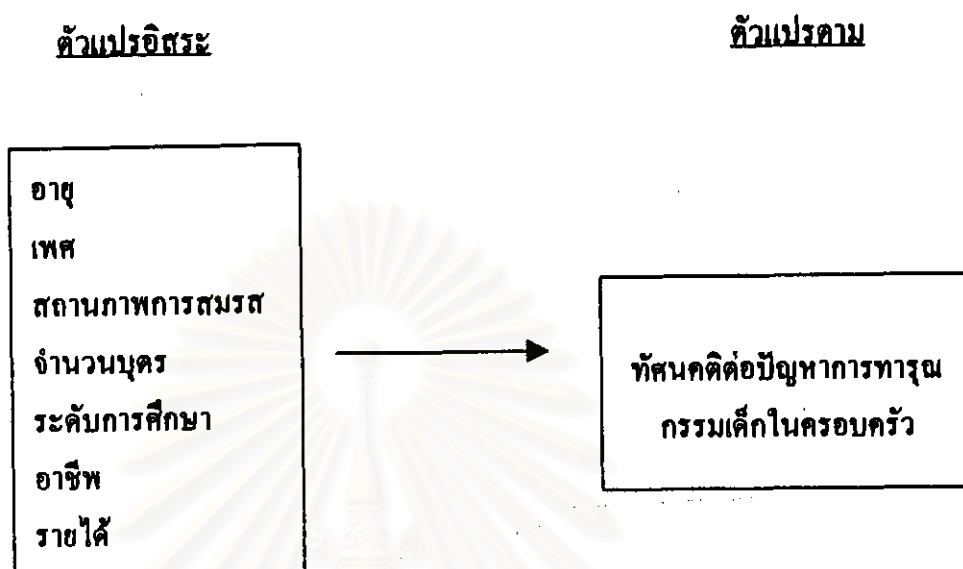 ตัวแปรอิสระ
ตัวแปรตาม
อายุ
เพศ
สถานภาพการสมรส
จำนวนบุตร
ระดับการศึกษา
อาชีพ
รายได้
ทัศนคติต่อปัญหาการทารุณ
กรรมเด็กในครอบครัว